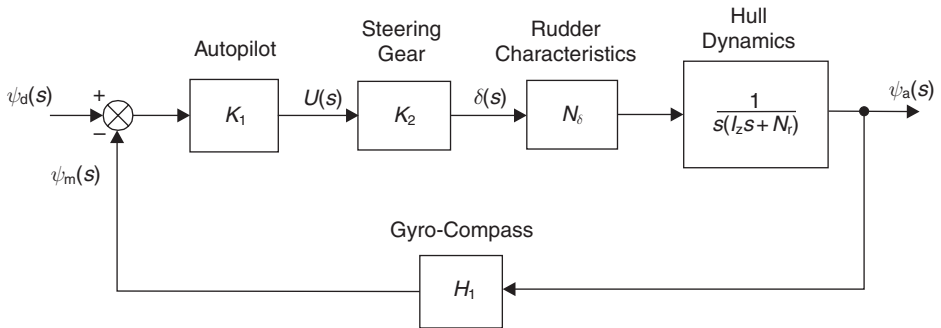 Hull
Dynamics
Steering
Gear
Rudder
Characteristics
Autopilot
ψd(s)
+
−
K1
U(s)
K2
δ(s)
Nδ
1
s(Izs + Nr)
ψa(s)
ψm(s)
Gyro-Compass
H1